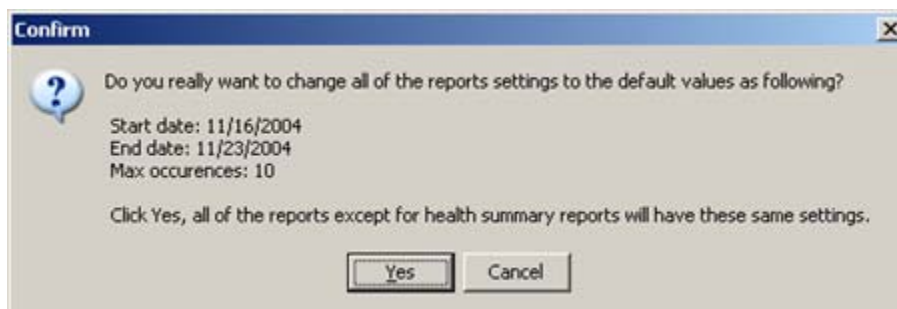 Confirm
Do you really want to change all of the reports settings to the default values as following?
Start date: 11/16/2004
End date: 11/23/2004
Max occurences: 10
Click Yes, all of the reports except for health summary reports will have these same settings.
Yes
Cancel